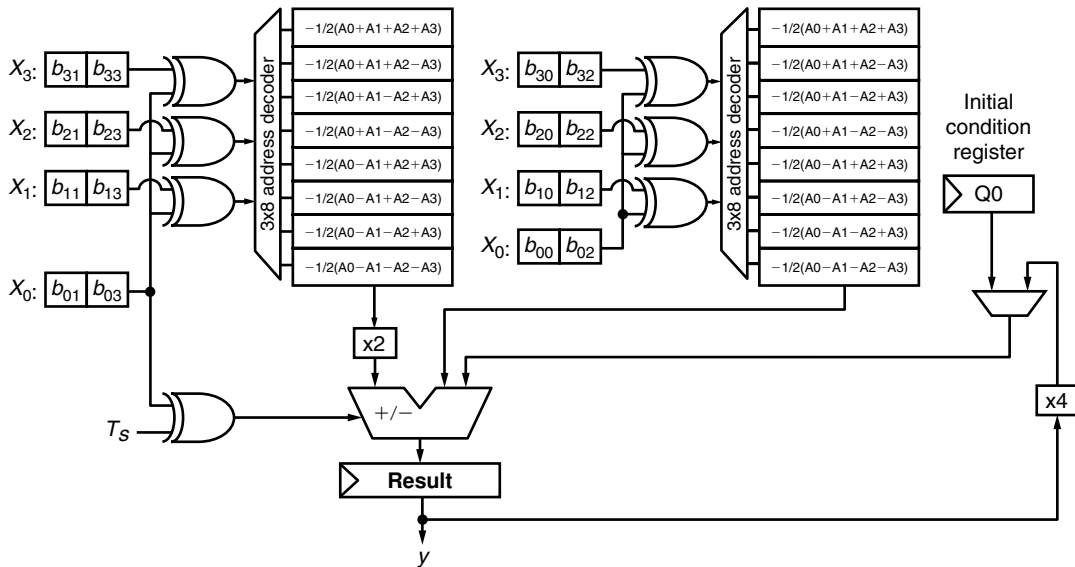 X3: b31 b33
X2: b21 b23
X1: b11 b13
X0: b01 b03
3x8 address decoder
−1/2(A0+A1+A2+A3)
−1/2(A0+A1+A2−A3)
−1/2(A0+A1−A2+A3)
−1/2(A0+A1−A2−A3)
−1/2(A0−A1+A2+A3)
−1/2(A0−A1+A2−A3)
−1/2(A0−A1−A2+A3)
−1/2(A0−A1−A2−A3)
X3: b30 b32
X2: b20 b22
X1: b10 b12
X0: b00 b02
3x8 address decoder
−1/2(A0+A1+A2+A3)
−1/2(A0+A1+A2−A3)
−1/2(A0+A1−A2+A3)
−1/2(A0+A1−A2−A3)
−1/2(A0−A1+A2+A3)
−1/2(A0−A1+A2−A3)
−1/2(A0−A1−A2+A3)
−1/2(A0−A1−A2−A3)
Initial
condition
register
Q0
x2
+/−
x4
TS
Result
y